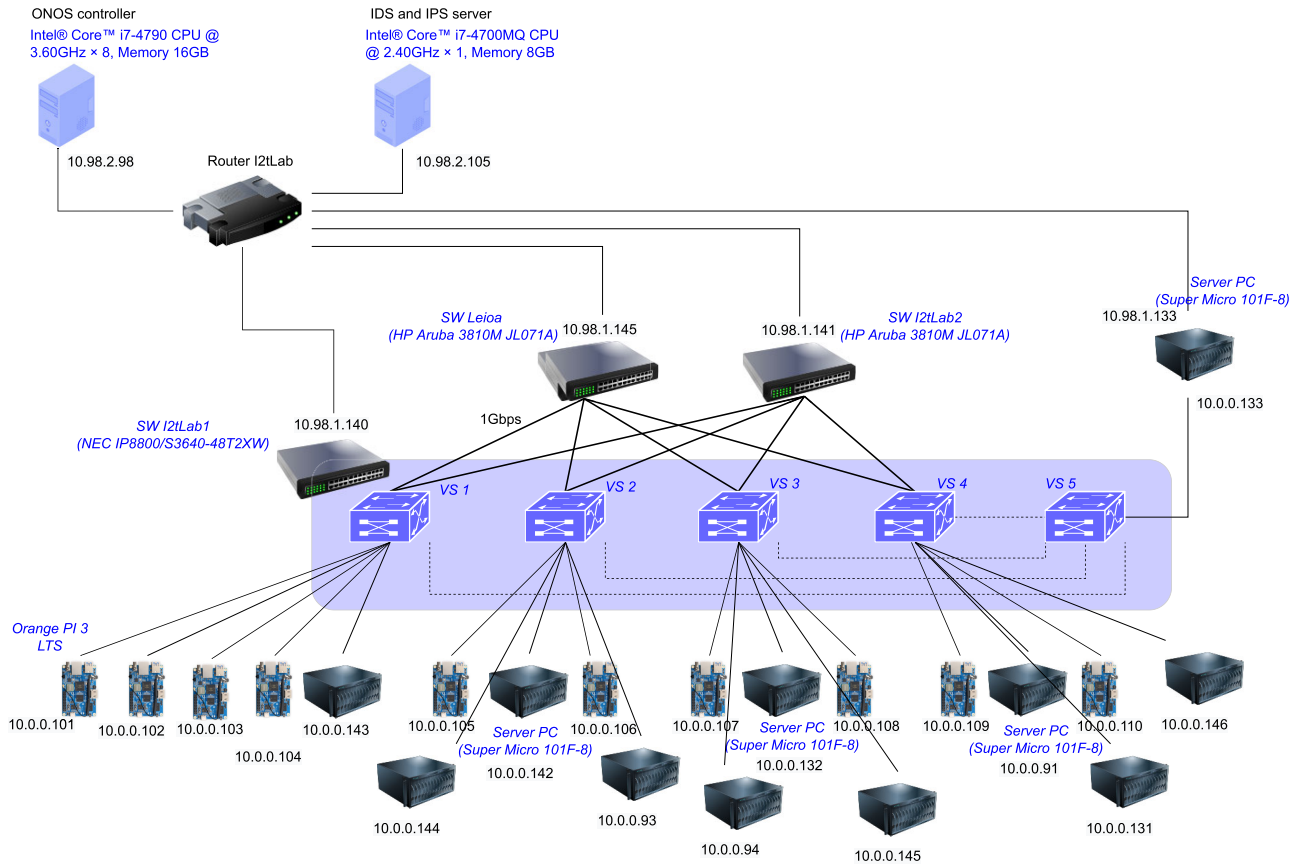 ONOS controller
Intel® Core™ i7-4790 CPU @
3.60GHz × 8, Memory 16GB
10.98.2.98
IDS and IPS server
Intel® Core™ i7-4700MQ CPU
@ 2.40GHz × 1, Memory 8GB
10.98.2.105
Router I2tLab
Server PC
(Super Micro 101F-8)
10.98.1.133
10.0.0.133
SW Leioa
(HP Aruba 3810M JL071A)
10.98.1.145
10.98.1.141
SW I2tLab2
(HP Aruba 3810M JL071A)
1Gbps
10.98.1.140
SW I2tLab1
(NEC IP8800/S3640-48T2XW)
VS 1
VS 2
VS 3
VS 4
VS 5
Orange PI 3
LTS
10.0.0.101
10.0.0.102
10.0.0.103
10.0.0.104
10.0.0.143
10.0.0.105
Server PC
(Super Micro 101F-8)
10.0.0.142
10.0.0.106
10.0.0.144
10.0.0.93
10.0.0.107
Server PC
(Super Micro 101F-8)
10.0.0.132
10.0.0.108
10.0.0.94
10.0.0.145
10.0.0.109
Server PC
(Super Micro 101F-8)
10.0.0.91
10.0.0.110
10.0.0.146
10.0.0.131